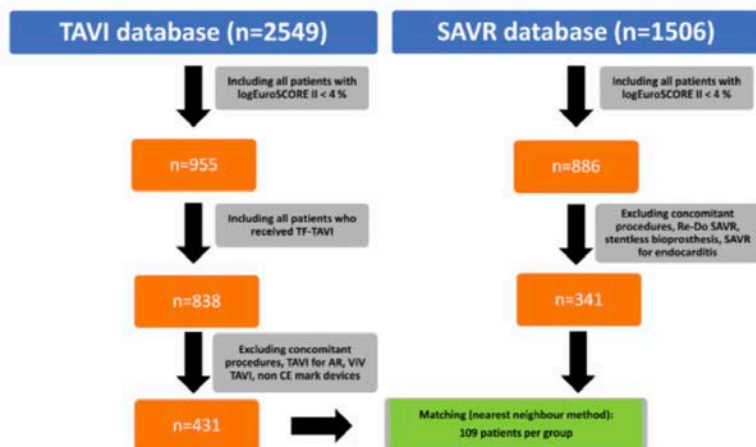 TAVI database (n=2549)
SAVR database (n=1506)
Including all patients with
logEuroSCORE II < 4 %
Including all patients with
logEuroSCORE II < 4 %
n=955
n=886
Including all patients who
received TF-TAVI
Excluding concomitant
procedures, Re-Do SAVR,
stentless bioprosthesis, SAVR
for endocarditis
n=838
n=341
Excluding concomitant
procedures, TAVI for AR, ViV
TAVI, non CE mark devices
n=431
Matching (nearest neighbour method):
109 patients per group